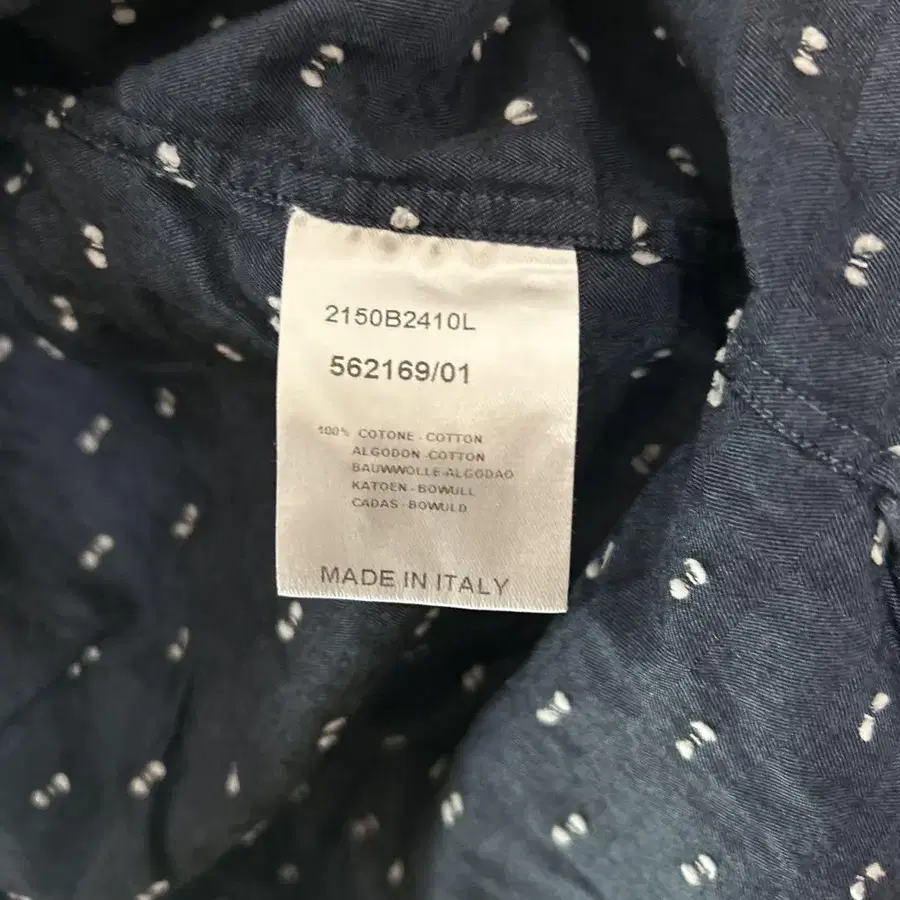 2150B2410L
562169/01
100% COTONE - COTTON
ALGODON - COTTON
BAUWWOLLE - ALGODAO
KATOEN - BOWULL
CADAS - BOWULD
MADE IN ITALY